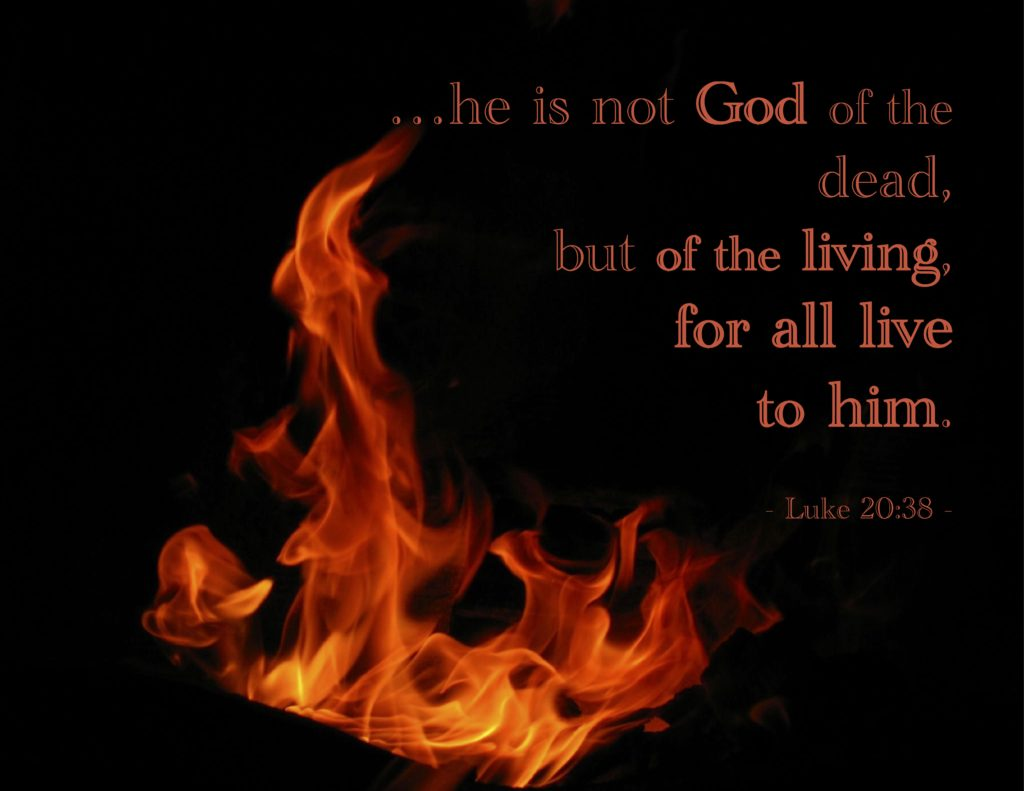 …he is not God of the
dead,
but of the living,
for all live
to him.
- Luke 20:38 -